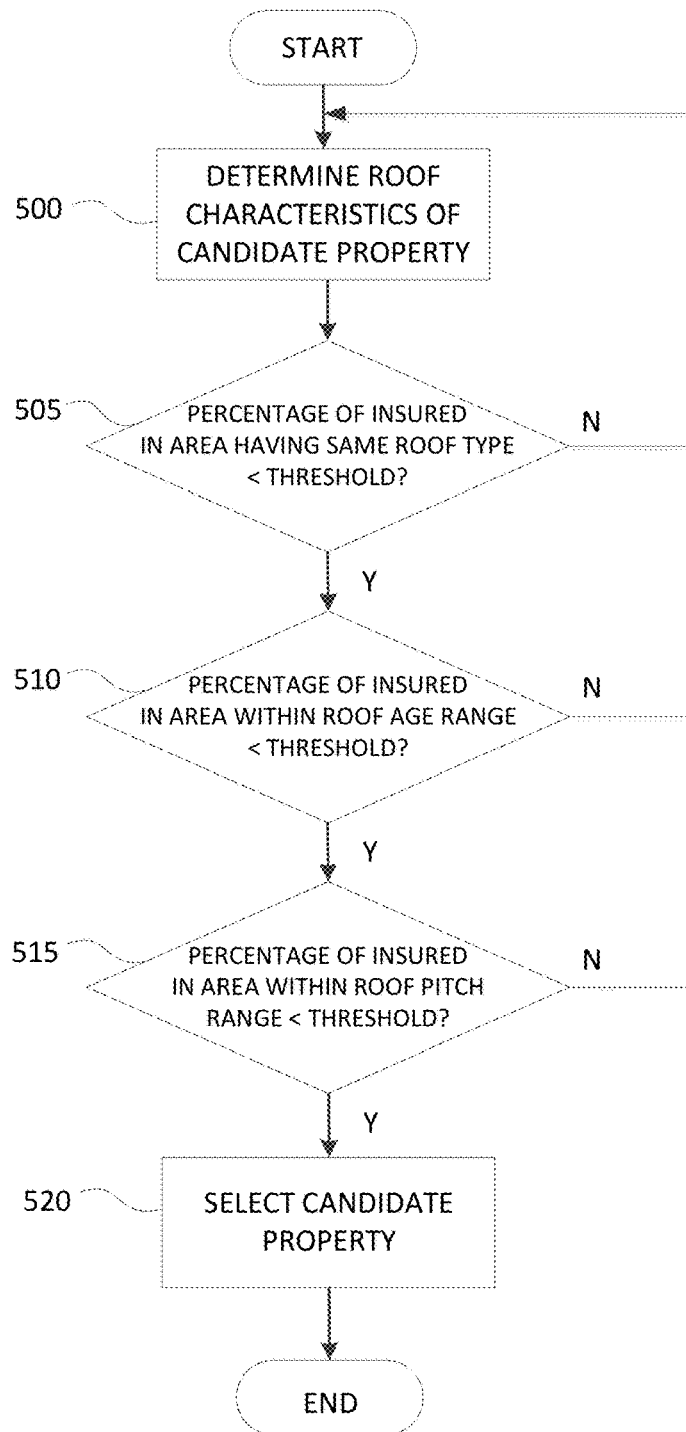 START
500
DETERMINE ROOF
CHARACTERISTICS OF
CANDIDATE PROPERTY
505
PERCENTAGE OF INSURED
IN AREA HAVING SAME ROOF TYPE
< THRESHOLD?
N
Y
510
PERCENTAGE OF INSURED
IN AREA WITHIN ROOF AGE RANGE
< THRESHOLD?
N
Y
515
PERCENTAGE OF INSURED
IN AREA WITHIN ROOF PITCH
RANGE < THRESHOLD?
N
Y
520
SELECT CANDIDATE
PROPERTY
END